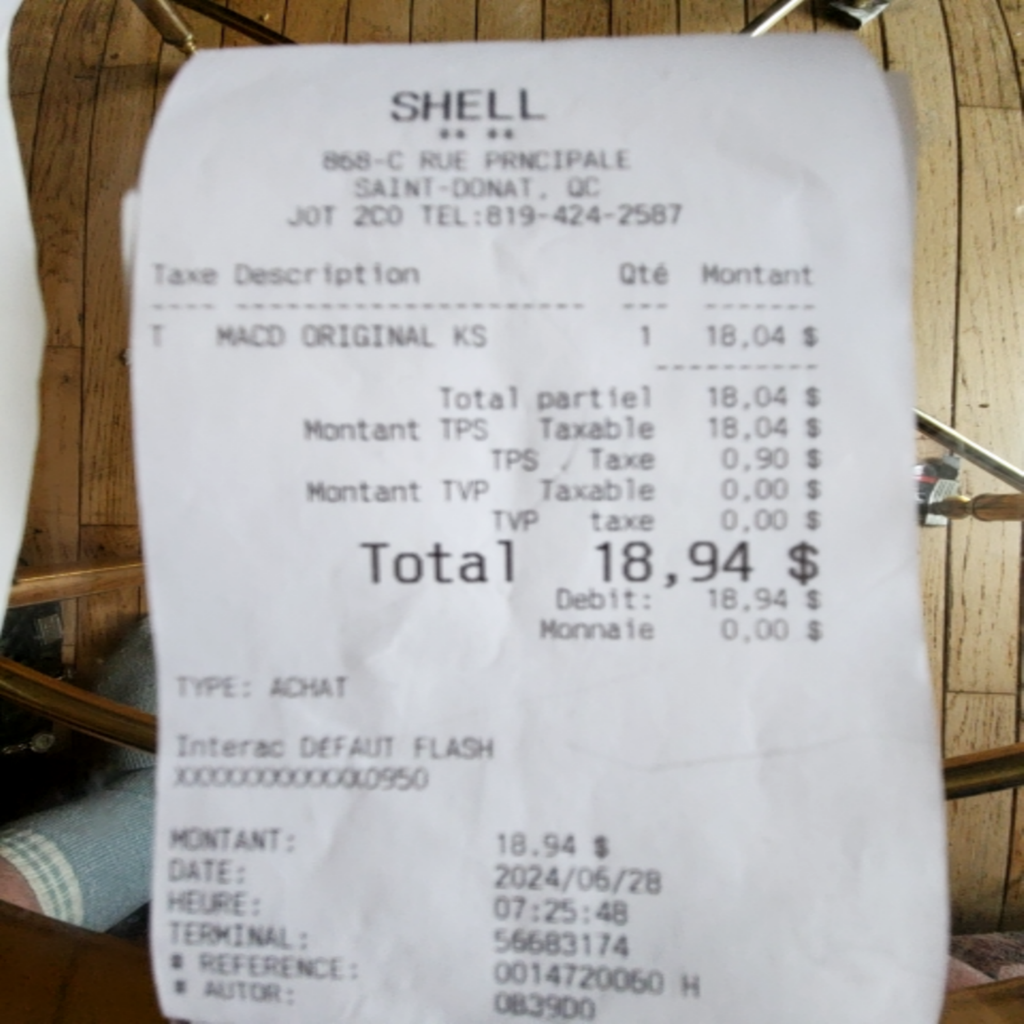 SHELL
** **
868-C RUE PRNCIPALE
SAINT-DONAT, QC
JOT 2CO TEL:819-424-2587
Taxe Description Qté Montant
---- ---------------------- --- -------
T MACD ORIGINAL KS 1 18,04 $
----------
Total partiel 18,04 $
Montant TPS Taxable 18,04 $
TPS . Taxe 0,90 $
Montant TVP Taxable 0,00 $
TVP taxe 0,00 $
Total 18,94 $
Debit: 18,94 $
Monnaie 0,00 $
TYPE: ACHAT
Interac DEFAUT FLASH
XXXXXXXXXXXX0950
MONTANT: 18.94 $
DATE: 2024/06/28
HEURE: 07:25:48
TERMINAL: 56683174
# REFERENCE: 0014720060 H
# AUTOR: 0B39D0